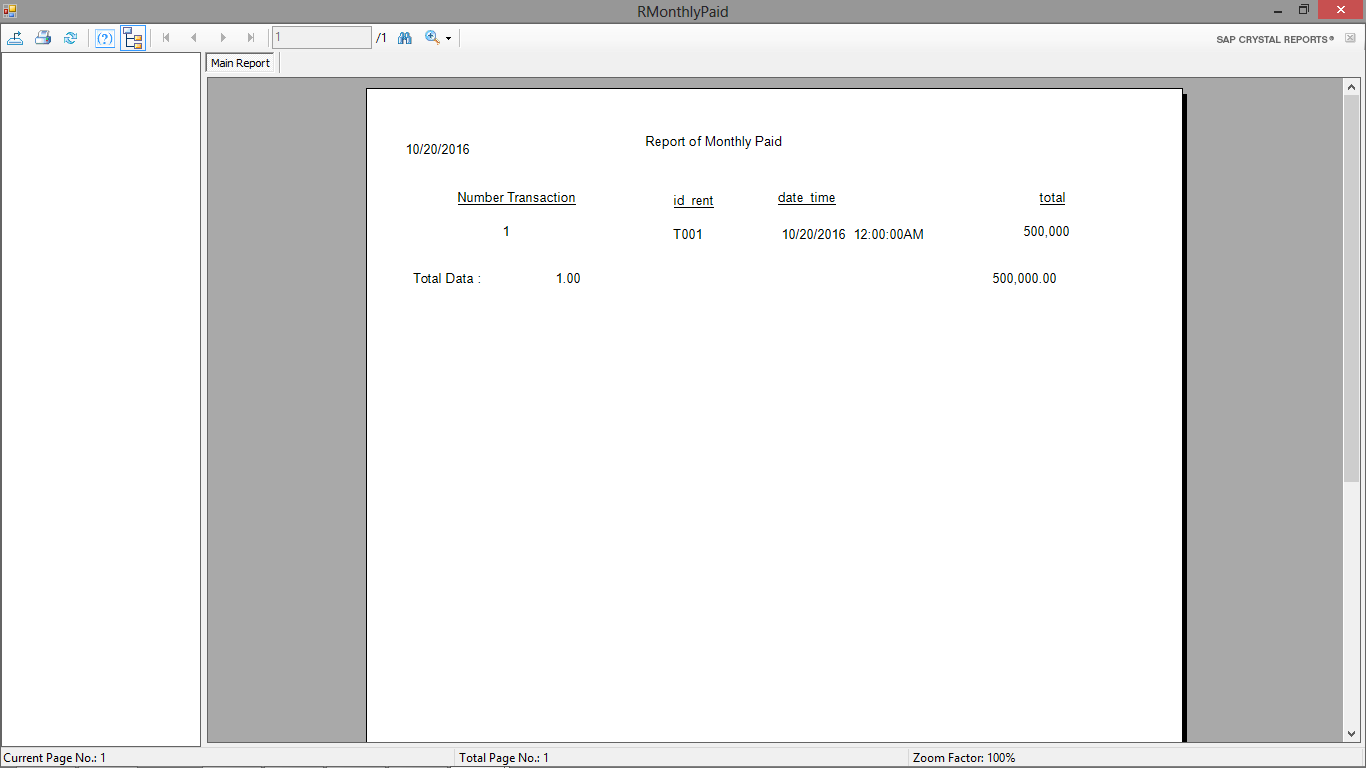 RMonthlyPaid
1 /1
SAP CRYSTAL REPORTS®
Main Report
Report of Monthly Paid
10/20/2016
Number Transaction id_rent date_time total
1 T001 10/20/2016 12:00:00AM 500,000
Total Data : 1.00 500,000.00
Current Page No.: 1 Total Page No.: 1 Zoom Factor: 100%